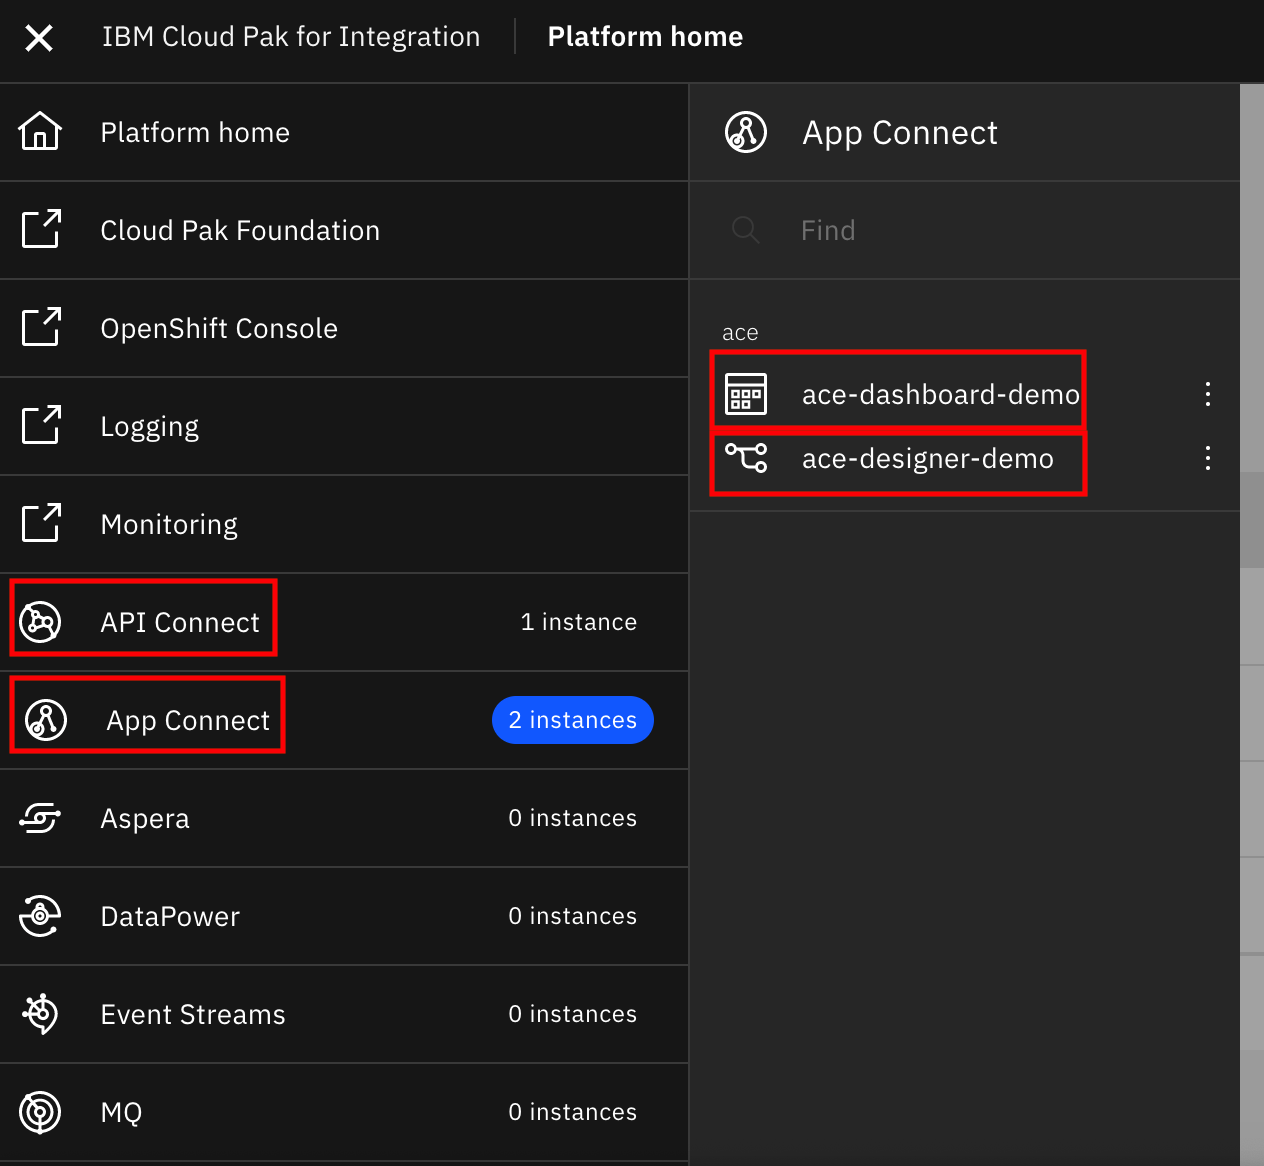 IBM Cloud Pak for Integration
Platform home
Platform home
Cloud Pak Foundation
OpenShift Console
Logging
Monitoring
API Connect 1 instance
App Connect 2 instances
Aspera 0 instances
DataPower 0 instances
Event Streams 0 instances
MQ 0 instances
App Connect
Find
ace
ace-dashboard-demo
ace-designer-demo